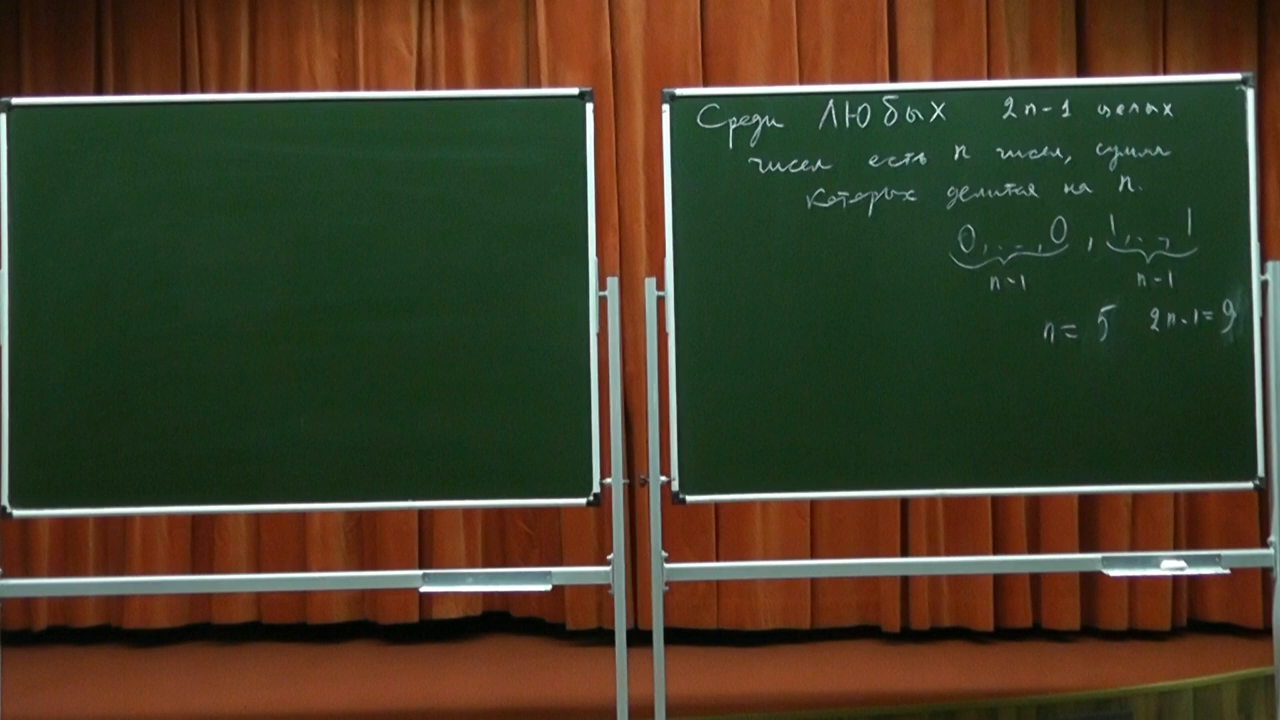 Среди ЛЮбых 2n-1 целых
чисел есть n чисел, сумма
которых делится на n.
0,...,0, 1,...,1
n-1 n-1
n= 5 2n-1=9